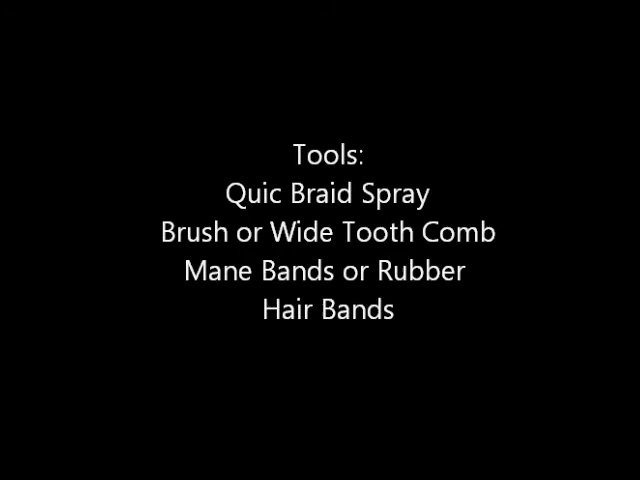 Tools:
Quic Braid Spray
Brush or Wide Tooth Comb
Mane Bands or Rubber
Hair Bands